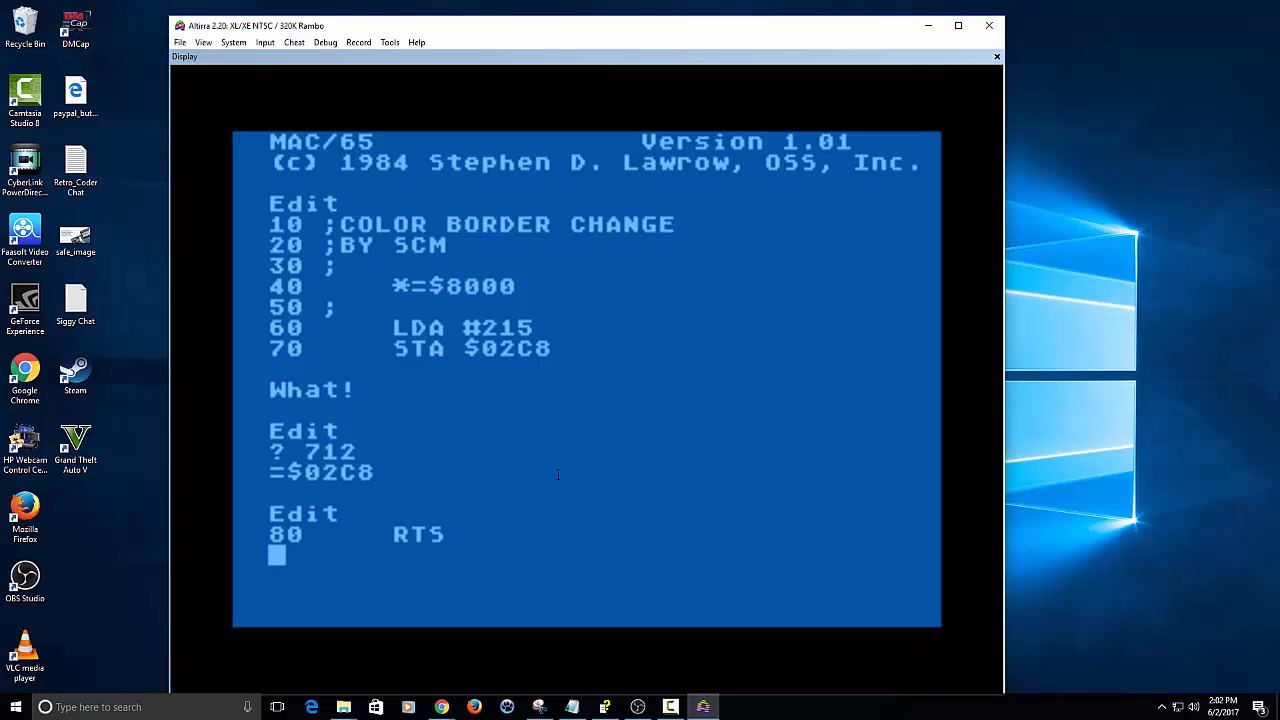 Altirra 2.20: XL/XE NTSC / 320K Rambo
File View System Input Cheat Debug Record Tools Help
Display
MAC/65 Version 1.01
(c) 1984 Stephen D. Lawrow, OSS, Inc.
Edit
10 ;COLOR BORDER CHANGE
20 ;BY SCM
30 ;
40 *=$8000
50 ;
60 LDA #215
70 STA $02C8
What!
Edit
? 712
=$02C8
Edit
80 RTS
Recycle Bin
DMCap
Camtasia
Studio 8
paypal_but...
CyberLink
PowerDirec...
Retro_Coder
Chat
Faasoft Video
Converter
safe_image
GeForce
Experience
Siggy Chat
Google
Chrome
Steam
HP Webcam
Control Ce...
Grand Theft
Auto V
Mozilla
Firefox
OBS Studio
VLC media
player
Type here to search
2:02 PM
6/2/2017